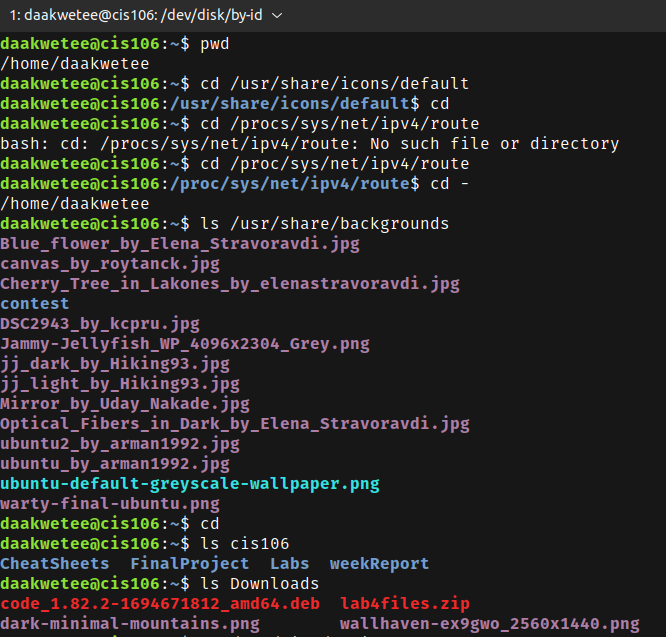 1: daakwetee@cis106: /dev/disk/by-id
daakwetee@cis106:~$ pwd
/home/daakwetee
daakwetee@cis106:~$ cd /usr/share/icons/default
daakwetee@cis106:/usr/share/icons/default$ cd
daakwetee@cis106:~$ cd /procs/sys/net/ipv4/route
bash: cd: /procs/sys/net/ipv4/route: No such file or directory
daakwetee@cis106:~$ cd /proc/sys/net/ipv4/route
daakwetee@cis106:/proc/sys/net/ipv4/route$ cd -
/home/daakwetee
daakwetee@cis106:~$ ls /usr/share/backgrounds
Blue_flower_by_Elena_Stravoravdi.jpg
canvas_by_roytanck.jpg
Cherry_Tree_in_Lakones_by_elenastravoravdi.jpg
contest
DSC2943_by_kcpru.jpg
Jammy-Jellyfish_WP_4096x2304_Grey.png
jj_dark_by_Hiking93.jpg
jj_light_by_Hiking93.jpg
Mirror_by_Uday_Nakade.jpg
Optical_Fibers_in_Dark_by_Elena_Stravoravdi.jpg
ubuntu2_by_arman1992.jpg
ubuntu_by_arman1992.jpg
ubuntu-default-greyscale-wallpaper.png
warty-final-ubuntu.png
daakwetee@cis106:~$ cd
daakwetee@cis106:~$ ls cis106
CheatSheets  FinalProject  Labs  weekReport
daakwetee@cis106:~$ ls Downloads
code_1.82.2-1694671812_amd64.deb  lab4files.zip
dark-minimal-mountains.png        wallhaven-ex9gwo_2560x1440.png